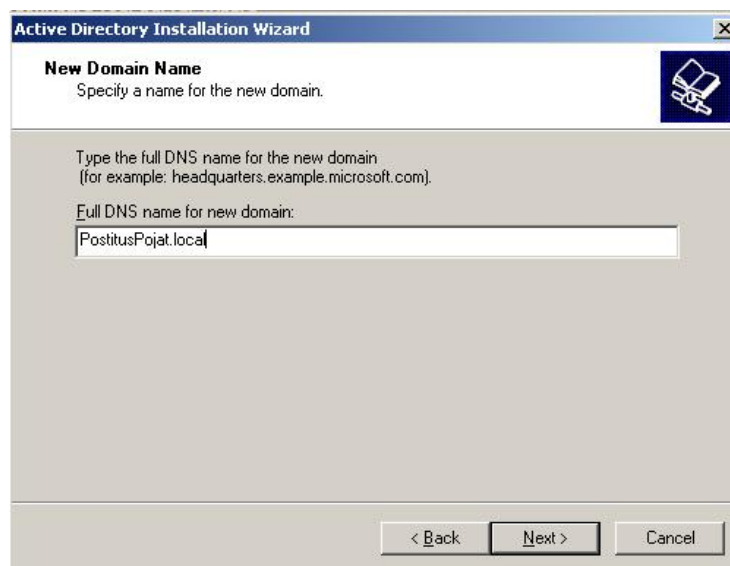 Active Directory Installation Wizard
New Domain Name
Specify a name for the new domain.
Type the full DNS name for the new domain
(for example: headquarters.example.microsoft.com).
Full DNS name for new domain:
PostitusPojat.local
< Back
Next >
Cancel